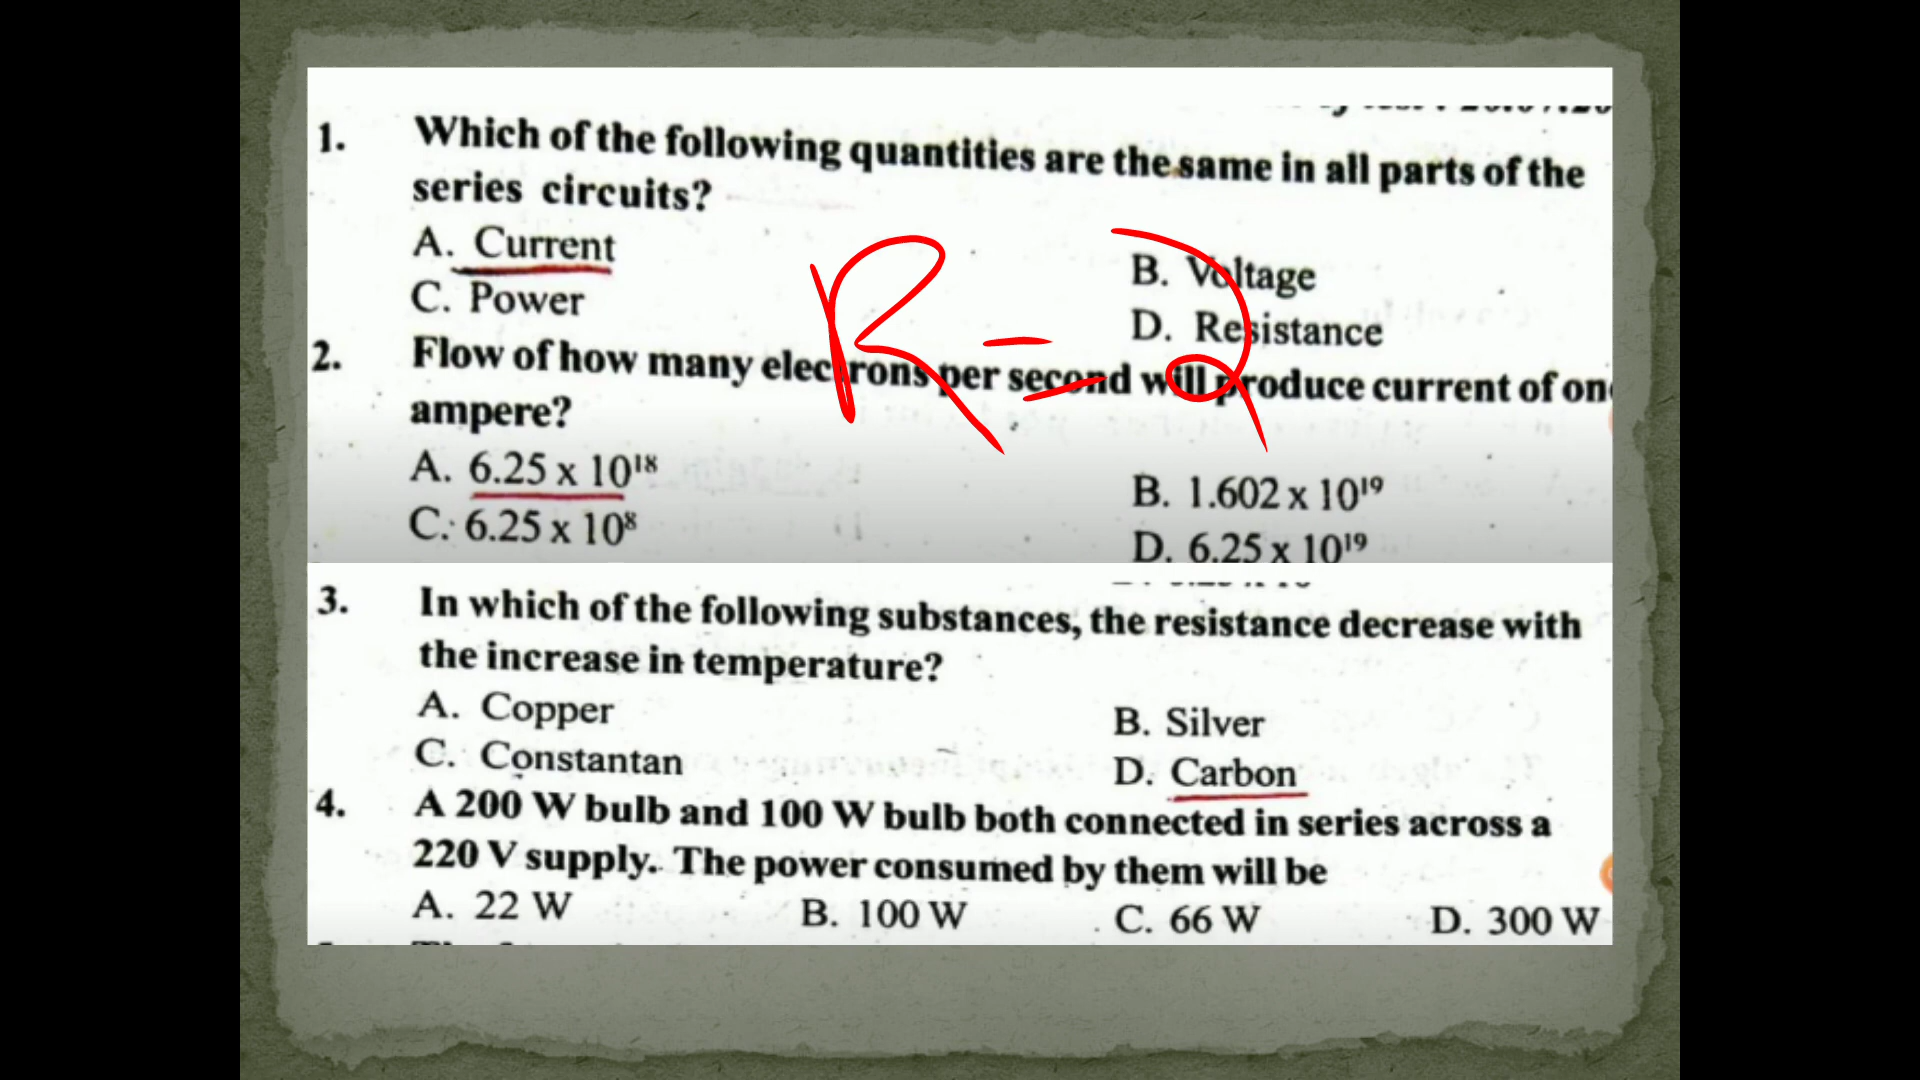 1. Which of the following quantities are the same in all parts of the
series circuits?
A. Current B. Voltage
C. Power D. Resistance
R = 2
2. Flow of how many electrons per second will produce current of on
ampere?
A. 6.25 x 10¹⁸ B. 1.602 x 10¹⁹
C. 6.25 x 10⁸ D. 6.25 x 10¹⁹
3. In which of the following substances, the resistance decrease with
the increase in temperature?
A. Copper B. Silver
C. Constantan D. Carbon
4. A 200 W bulb and 100 W bulb both connected in series across a
220 V supply. The power consumed by them will be
A. 22 W B. 100 W C. 66 W D. 300 W